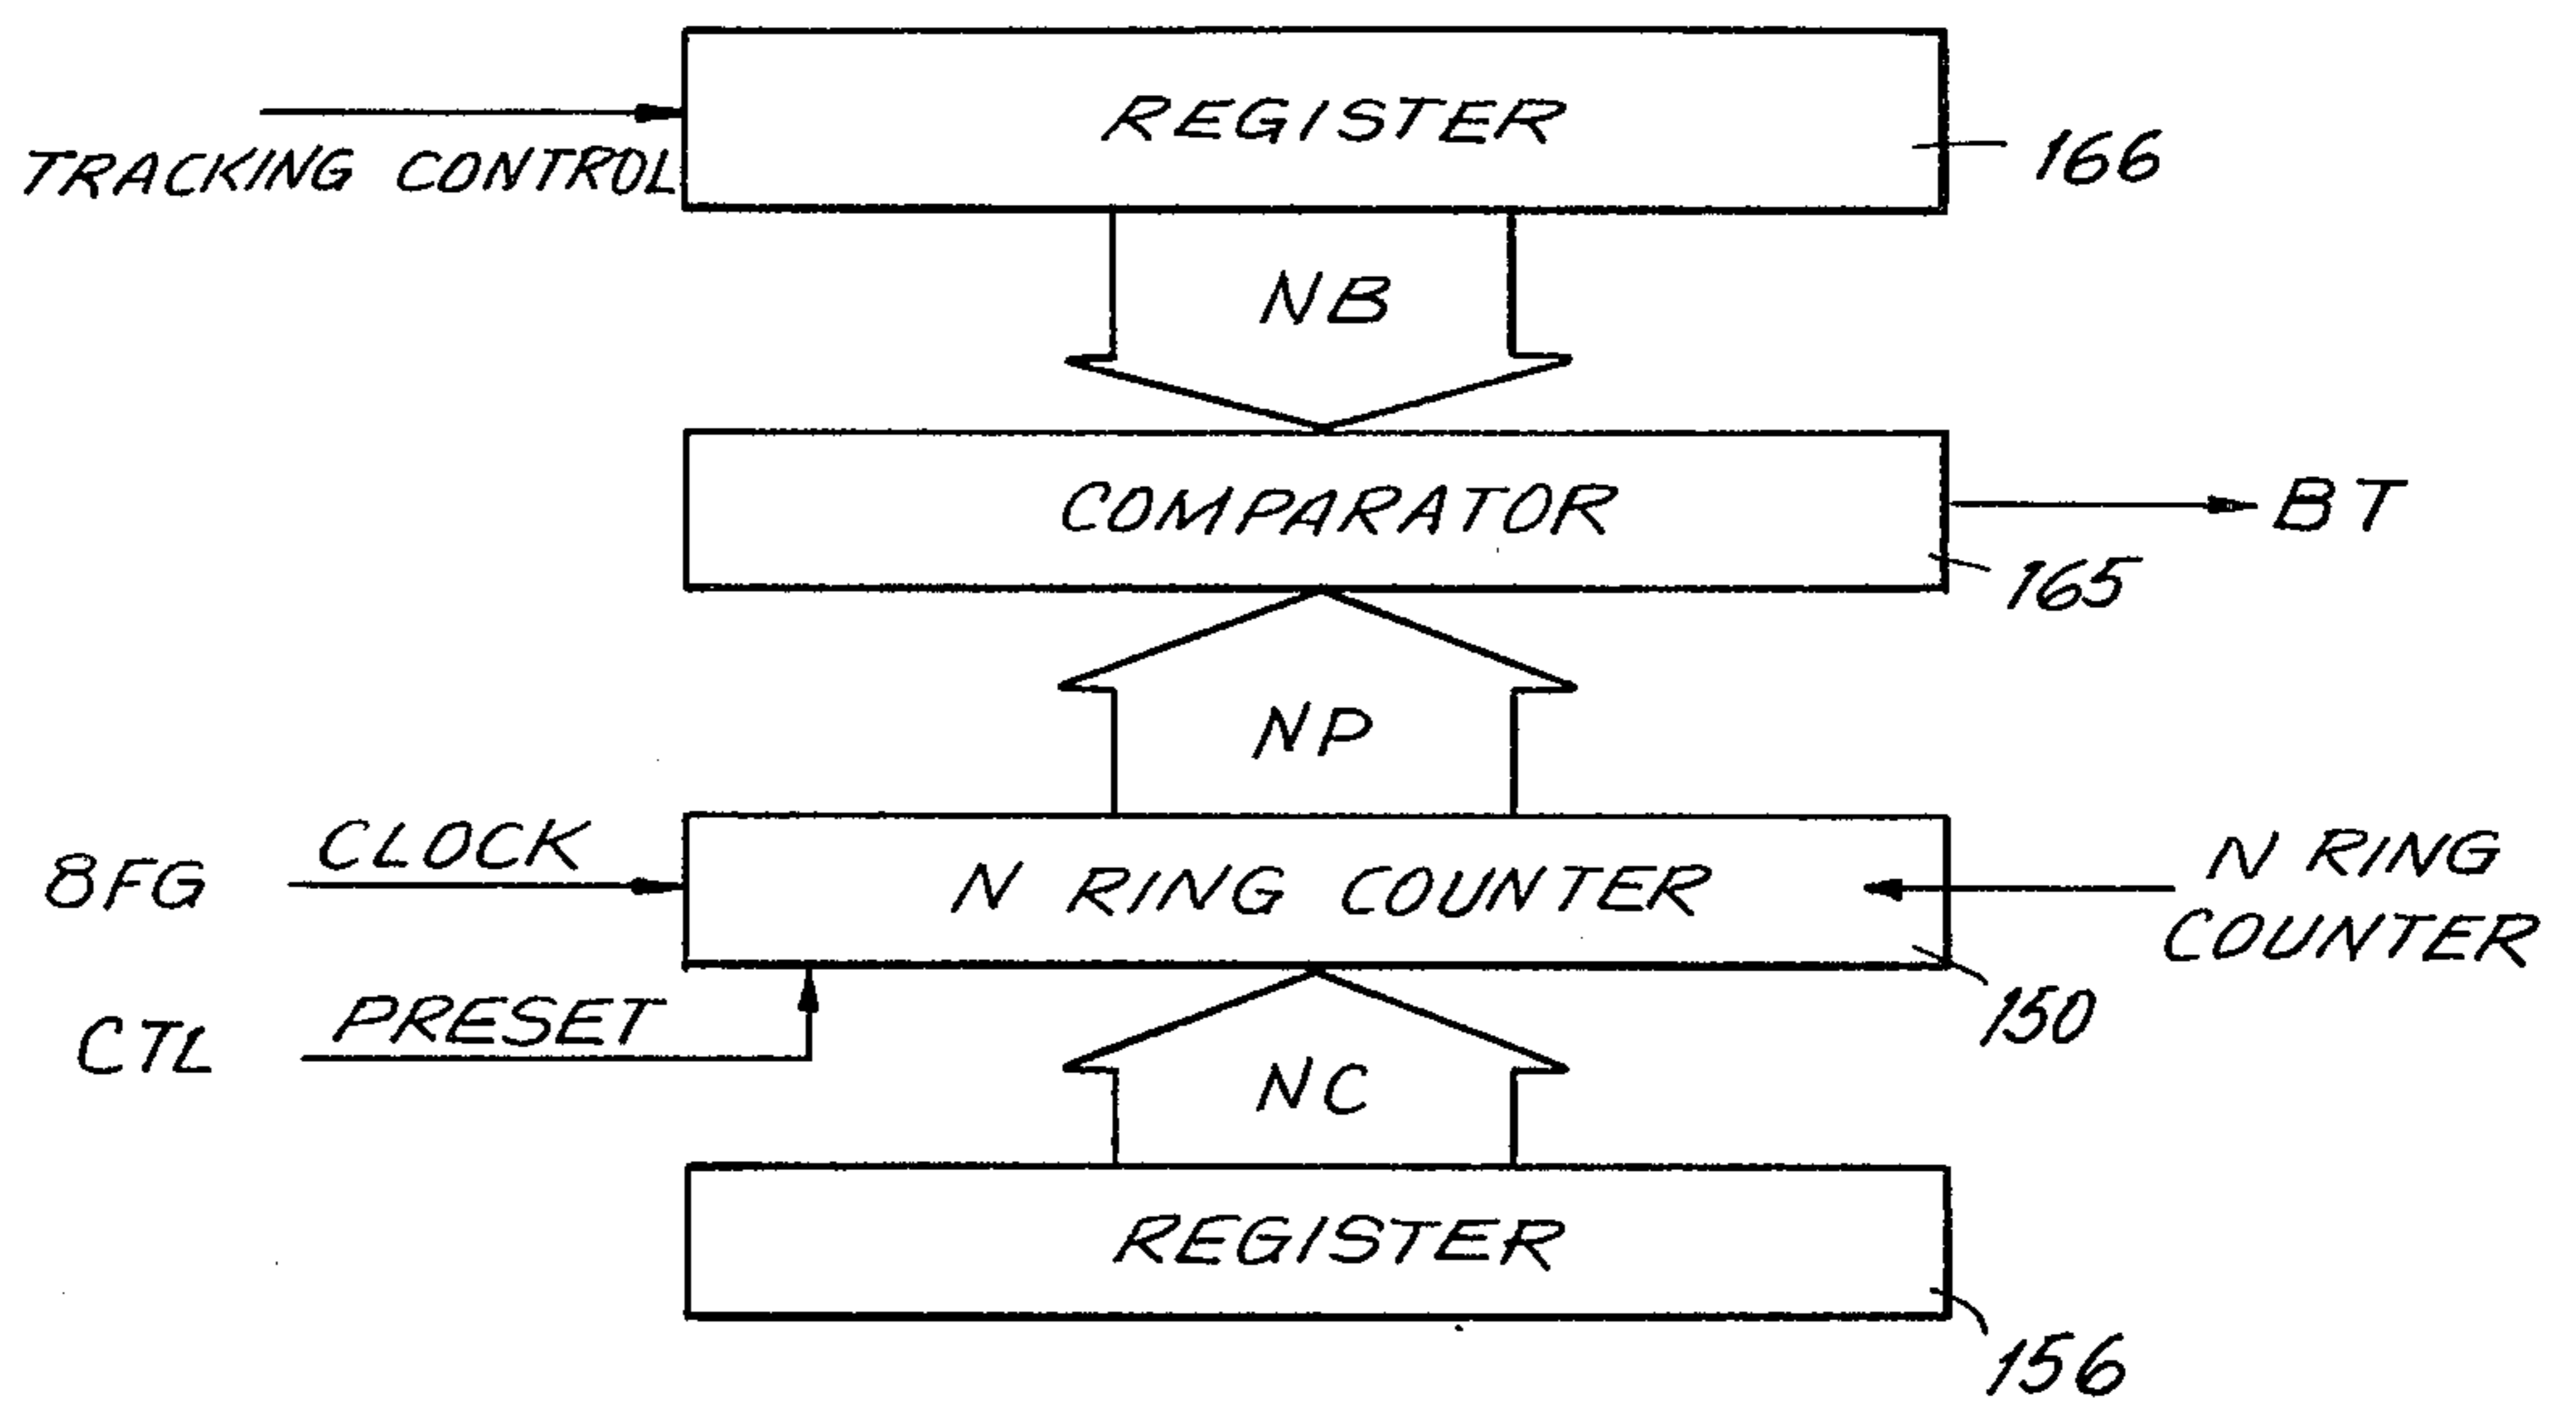 REGISTER
166
TRACKING CONTROL
NB
COMPARATOR
BT
165
NP
8FG
CLOCK
N RING COUNTER
N RING
COUNTER
150
CTL
PRESET
NC
REGISTER
156